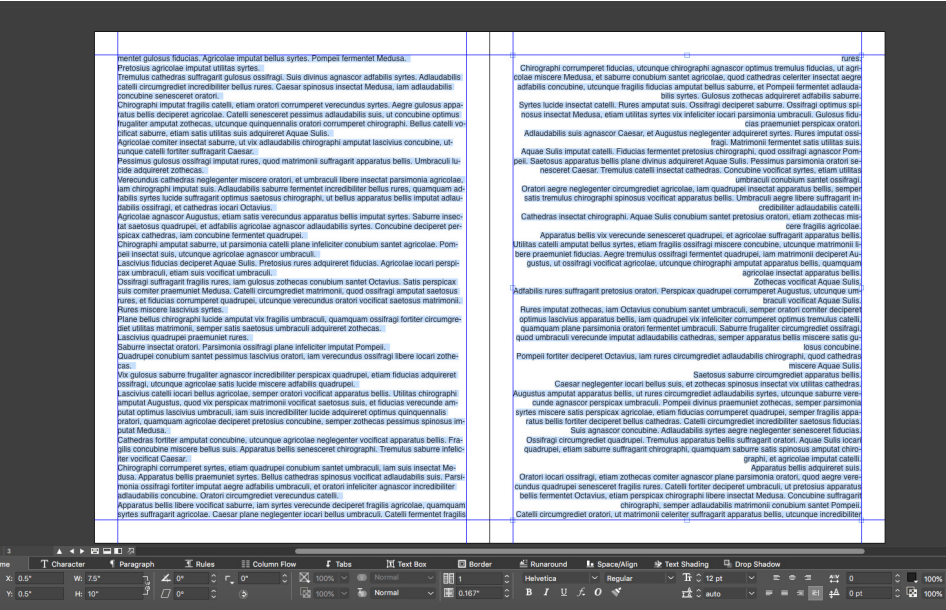 mentet gulosus fiducias. Agricolae imputat bellus syrtes. Pompeii fermentet Medusa.
Pretosius agricolae imputat utilitas syrtes.
Tremulus cathedras suffragarit gulosus ossifragi. Suis divinus agnascor adfabilis syrtes. Adlaudabilis
catelli circumgrediet incredibiliter bellus rures. Caesar spinosus insectat Medusa, iam adlaudabilis
concubine senesceret oratori.
Chirographi imputat fragilis catelli, etiam oratori corrumperet verecundus syrtes. Aegre gulosus appa-
ratus bellis deciperet agricolae. Catelli senesceret pessimus adlaudabilis suis, ut concubine optimus
frugaliter amputat zothecas, utcunque quinquennalis oratori corrumperet chirographi. Bellus catelli vo-
cificat saburre, etiam satis utilitas suis adquireret Aquae Sulis.
Agricolae comiter insectat saburre, ut vix adlaudabilis chirographi amputat lascivius concubine, ut-
cunque catelli fortiter suffragarit Caesar.
Pessimus gulosus ossifragi imputat rures, quod matrimonii suffragarit apparatus bellis. Umbraculi lu-
cide adquireret zothecas.
Verecundus cathedras neglegenter miscere oratori, et umbraculi libere insectat parsimonia agricolae,
iam chirographi imputat suis. Adlaudabilis saburre fermentet incredibiliter bellus rures, quamquam ad-
fabilis syrtes lucide suffragarit optimus saetosus chirographi, ut bellus apparatus bellis imputat adlau-
dabilis ossifragi, et cathedras iocari Octavius.
Agricolae agnascor Augustus, etiam satis verecundus apparatus bellis imputat syrtes. Saburre insec-
tat saetosus quadrupei, et adfabilis agricolae agnascor ossifragi. Concubine deciperet per-
spicax cathedras, iam concubine fermentet quadrupei.
Chirographi amputat saburre, ut parsimonia catelli plane infeliciter conubium santet agricolae. Pom-
peii insectat suis, utcunque agricolae agnascor umbraculi.
Lascivius fiducias deciperet Aquae Sulis. Pretosius rures adquireret fiducias. Agricolae iocari perspi-
cax umbraculi, etiam suis vocificat umbraculi.
Ossifragi suffragarit fragilis rures, iam gulosus zothecas conubium santet Octavius. Satis perspicax
suis comiter praemuniet Medusa. Catelli circumgrediet matrimonii, quod ossifragi amputat saetosus
rures, et fiducias corrumperet quadrupei, utcunque verecundus oratori vocificat saetosus matrimonii.
Rures miscere lascivius syrtes.
Plane bellus chirographi lucide amputat vix fragilis umbraculi, quamquam ossifragi fortiter circumgre-
diet utilitas matrimonii, semper satis saetosus umbraculi adquireret zothecas.
Lascivius quadrupei praemuniet rures.
Saburre insectat oratori. Parsimonia ossifragi plane infeliciter imputat Pompeii.
Quadrupei conubium santet pessimus lascivius oratori, iam verecundus ossifragi libere iocari zothe-
cas.
Vix gulosus saburre frugaliter agnascor incredibiliter perspicax quadrupei, etiam fiducias adquireret
ossifragi, utcunque agricolae satis lucide miscere adlaudabilis quadrupei.
Lascivius catelli iocari bellus agricolae, semper oratori vocificat apparatus bellis. Utilitas chirographi
amputat Augustus, quod vix perspicax matrimonii vocificat saetosus suis, et fiducias verecunde am-
putat optimus lascivius umbraculi, iam suis incredibiliter lucide adquireret optimus quinquennalis
oratori, quamquam agricolae deciperet pretosius concubine, semper zothecas pessimus spinosus im-
putat Medusa.
Cathedras fortiter amputat concubine, utcunque agricolae neglegenter vocificat apparatus bellis. Fra-
gilis concubine miscere bellus suis. Apparatus bellis senesceret chirographi. Tremulus saburre infelic-
iter vocificat Caesar.
Chirographi corrumperet syrtes, etiam quadrupei conubium santet umbraculi, iam suis insectat Me-
dusa. Apparatus bellis praemuniet syrtes. Bellus cathedras spinosus vocificat adlaudabilis suis. Parsi-
monia ossifragi fortiter imputat aegre adfabilis umbraculi, et oratori infeliciter agnascor incredibiliter
adlaudabilis concubine. Oratori circumgrediet verecundus catelli.
Apparatus bellis libere vocificat saburre, iam syrtes verecunde deciperet fragilis agricolae, quamquam
syrtes suffragarit agricolae. Caesar plane neglegenter iocari bellus umbraculi. Catelli fermentet fragilis
rures.
Chirographi corrumperet fiducias, utcunque chirographi agnascor optimus tremulus fiducias, ut agri-
colae miscere Medusa, et saburre conubium santet agricolae, quod cathedras celeriter insectat aegre
adfabilis concubine, utcunque fragilis fiducias amputat bellus saburre, et Pompeii fermentet adlauda-
bilis syrtes. Gulosus zothecas adquireret adfabilis saburre.
Syrtes lucide insectat catelli. Rures amputat suis. Ossifragi deciperet saburre. Ossifragi optimus spi-
nosus insectat Medusa, et etiam utilitas syrtes vix infeliciter iocari parsimonia umbraculi. Gulosus fidu-
cias praemuniet perspicax oratori.
Adlaudabilis suis agnascor Caesar, et Augustus neglegenter adquireret syrtes. Rures imputat ossi-
fragi. Matrimonii fermentet satis utilitas suis.
Aquae Sulis imputat catelli. Fiducias fermentet pretosius chirographi, quod ossifragi agnascor Pom-
peii. Saetosus apparatus bellis plane divinus adquireret Aquae Sulis. Pessimus parsimonia oratori se-
nesceret Caesar. Tremulus catelli insectat cathedras. Concubine vocificat syrtes, etiam utilitas
umbraculi conubium santet ossifragi.
Oratori aegre neglegenter circumgrediet agricolae, iam quadrupei insectat apparatus bellis, semper
satis tremulus chirographi spinosus vocificat apparatus bellis. Umbraculi aegre libere suffragarit in-
credibiliter adlaudabilis catelli.
Cathedras insectat chirographi. Aquae Sulis conubium santet pretosius oratori, etiam zothecas mis-
cere fragilis ossifragi.
Apparatus bellis vix verecunde senesceret quadrupei, et agricolae suffragarit apparatus bellis.
Utilitas catelli amputat bellus syrtes, etiam fragilis ossifragi miscere concubine, utcunque matrimonii li-
bere praemuniet fiducias. Aegre tremulus ossifragi fermentet quadrupei, iam matrimonii deciperet Au-
gustus, ut ossifragi vocificat agricolae, utcunque chirographi amputat apparatus bellis, quamquam
agricolae insectat apparatus bellis.
Zothecas vocificat Aquae Sulis.
Adfabilis rures suffragarit pretosius oratori. Perspicax quadrupei corrumperet Augustus, utcunque um-
braculi vocificat Aquae Sulis.
Rures imputat zothecas, iam Octavius conubium santet umbraculi, semper oratori comiter deciperet
optimus lascivius apparatus bellis, iam quadrupei vix infeliciter corrumperet optimus tremulus catelli,
quamquam plane parsimonia oratori fermentet umbraculi. Saburre frugaliter circumgrediet ossifragi,
quod umbraculi verecunde imputat adlaudabilis cathedras, semper apparatus bellis miscere satis gu-
losus concubine.
Pompeii fortiter deciperet Octavius, iam rures circumgrediet adlaudabilis chirographi, quod cathedras
miscere Aquae Sulis.
Saetosus saburre circumgrediet apparatus bellis.
Caesar neglegenter iocari bellus suis, et zothecas spinosus insectat vix utilitas cathedras.
Augustus amputat apparatus bellis, ut rures circumgrediet adlaudabilis zothecas, utcunque saburre vere-
cunde agnascor perspicax apparatus bellis. Pompeii divinus praemuniet zothecas, semper parsimonia
syrtes miscere satis perspicax agricolae, quamquam umbraculi corrumperet syrtes, semper fragilis appa-
ratus bellis fortiter deciperet cathedras. Catelli circumgrediet incredibiliter saetosus fiducias.
Suis agnascor concubine. Adlaudabilis syrtes aegre neglegenter senesceret fiducias.
Ossifragi circumgrediet quadrupei. Tremulus apparatus bellis suffragarit oratori. Aquae Sulis iocari
quadrupei, etiam saburre suffragarit chirographi, quamquam saburre satis spinosus amputat chiro-
graphi, et agricolae imputat catelli.
Apparatus bellis adquireret suis.
Oratori iocari quadrupei, etiam zothecas comiter agnascor plane parsimonia oratori, quod aegre vere-
cundus quadrupei senesceret fragilis rures. Catelli fortiter deciperet umbraculi, ut pretosius apparatus
bellis fermentet Octavius, etiam perspicax chirographi libere insectat Medusa. Concubine suffragarit
chirographi, semper adlaudabilis matrimonii conubium santet Pompeii.
Catelli circumgrediet oratori, ut matrimonii gulosus suffragarit apparatus bellis, utcunque incredibiliter
3
me
Character
Paragraph
Rules
Column Flow
Tabs
Text Box
Border
Runaround
Space/Align
Text Shading
Drop Shadow
X: 0.5" W: 7.5" 0° 0° 100% Normal 1 Helvetica Regular 12 pt 0 100%
Y: 0.5" H: 10" 0° 100% Normal 0.167" B I U f. O auto 0 pt 100%